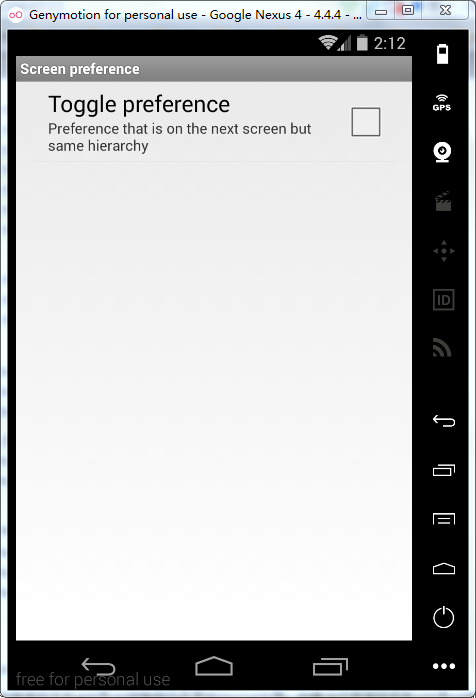 Genymotion for personal use - Google Nexus 4 - 4.4.4 - ...
2:12
Screen preference
Toggle preference
Preference that is on the next screen but
same hierarchy
GPS
ID
free for personal use